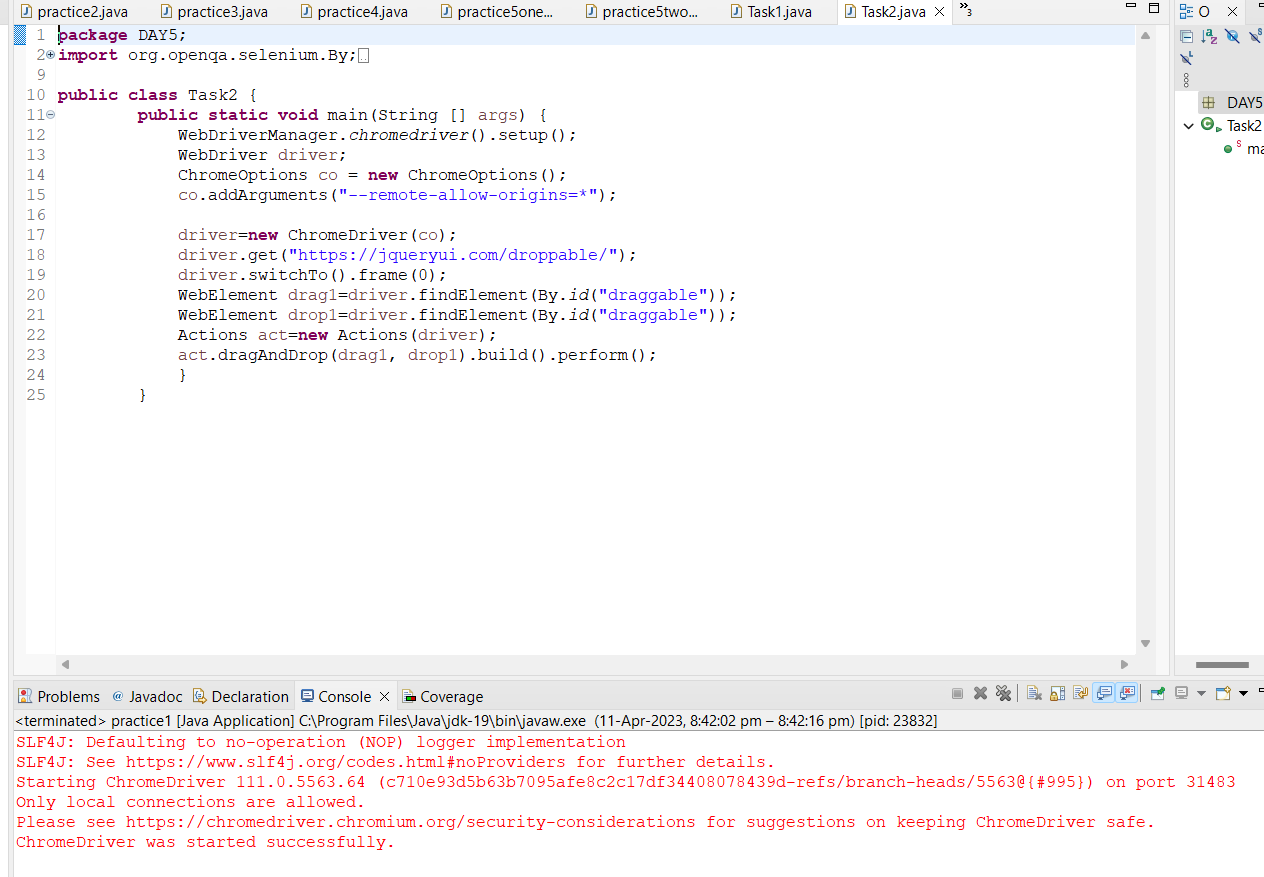 practice2.java practice3.java practice4.java practice5one... practice5two... Task1.java Task2.java 3 O
1 package DAY5;
2 import org.openqa.selenium.By;
9
10 public class Task2 {
11 public static void main(String [] args) {
12 WebDriverManager.chromedriver().setup();
13 WebDriver driver;
14 ChromeOptions co = new ChromeOptions();
15 co.addArguments("--remote-allow-origins=*");
16
17 driver=new ChromeDriver(co);
18 driver.get("https://jqueryui.com/droppable/");
19 driver.switchTo().frame(0);
20 WebElement drag1=driver.findElement(By.id("draggable"));
21 WebElement drop1=driver.findElement(By.id("draggable"));
22 Actions act=new Actions(driver);
23 act.dragAndDrop(drag1, drop1).build().perform();
24 }
25 }
DAY5
Task2
ma
Problems @ Javadoc Declaration Console Coverage
<terminated> practice1 [Java Application] C:\Program Files\Java\jdk-19\bin\javaw.exe (11-Apr-2023, 8:42:02 pm – 8:42:16 pm) [pid: 23832]
SLF4J: Defaulting to no-operation (NOP) logger implementation
SLF4J: See https://www.slf4j.org/codes.html#noProviders for further details.
Starting ChromeDriver 111.0.5563.64 (c710e93d5b63b7095afe8c2c17df34408078439d-refs/branch-heads/5563@{#995}) on port 31483
Only local connections are allowed.
Please see https://chromedriver.chromium.org/security-considerations for suggestions on keeping ChromeDriver safe.
ChromeDriver was started successfully.